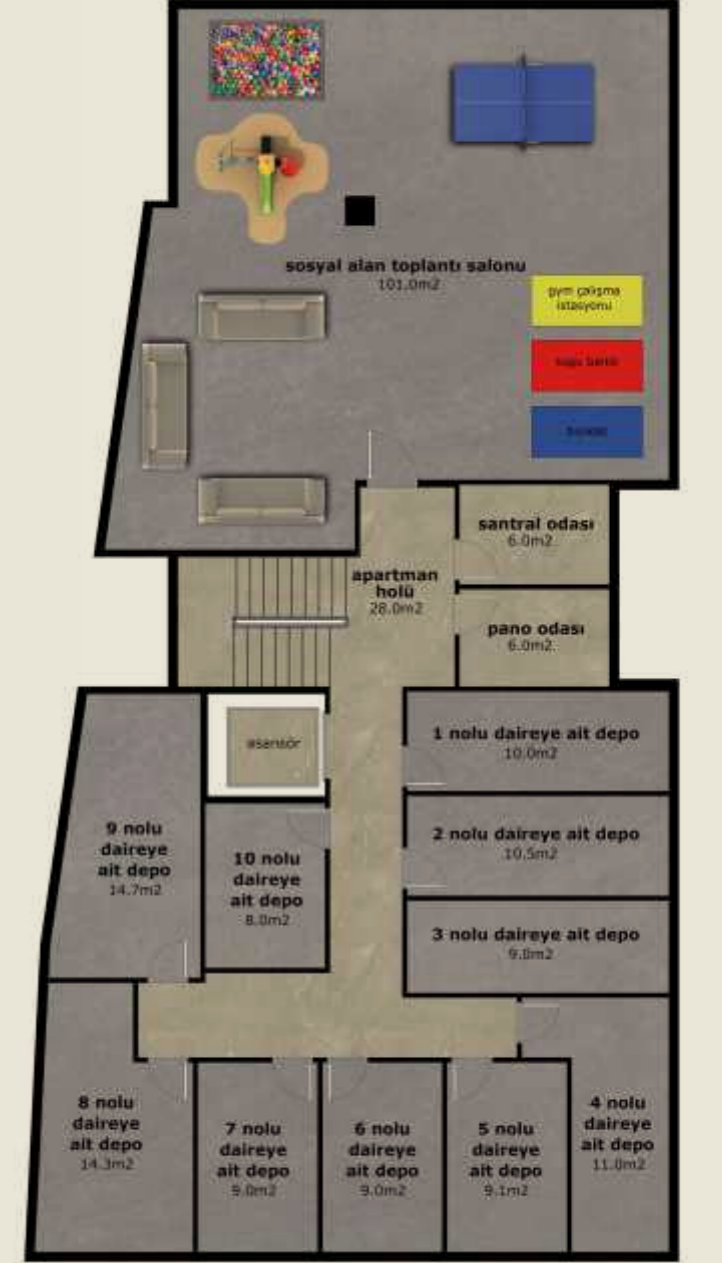 sosyal alan toplantı salonu
101.0m2
gym çalışma
istasyonu
koşu bandı
bisiklet
santral odası
6.0m2
apartman
holü
28.0m2
pano odası
6.0m2
asansör
1 nolu daireye ait depo
10.0m2
2 nolu daireye ait depo
10.5m2
9 nolu
daireye
ait depo
14.7m2
10 nolu
daireye
ait depo
8.0m2
3 nolu daireye ait depo
9.0m2
8 nolu
daireye
ait depo
14.3m2
7 nolu
daireye
ait depo
9.0m2
6 nolu
daireye
ait depo
9.0m2
5 nolu
daireye
ait depo
9.1m2
4 nolu
daireye
ait depo
11.0m2